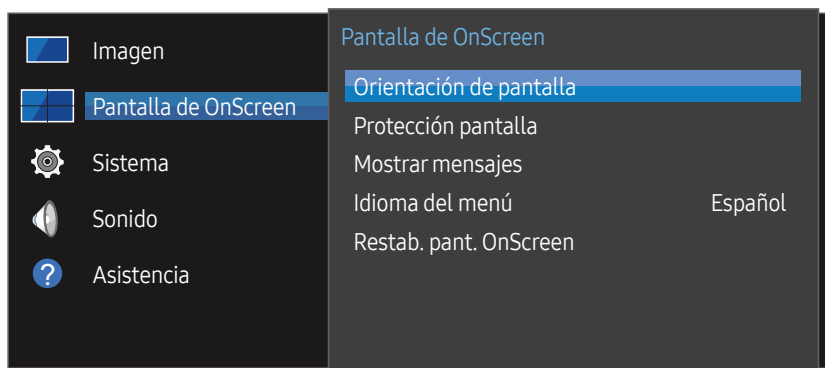 Imagen
Pantalla de OnScreen
Sistema
Sonido
? Asistencia
Pantalla de OnScreen
Orientación de pantalla
Protección pantalla
Mostrar mensajes
Idioma del menú Español
Restab. pant. OnScreen